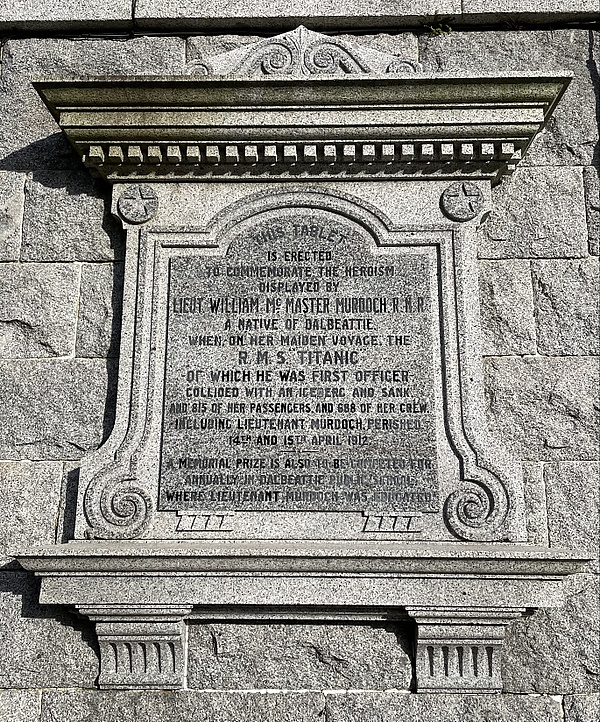 THIS TABLET
IS ERECTED
TO COMMEMORATE THE HEROISM
DISPLAYED BY
LIEUT WILLIAM Mc MASTER MURDOCH, R.N.R.
A NATIVE OF DALBEATTIE,
WHEN, ON HER MAIDEN VOYAGE, THE
R.M.S. TITANIC
OF WHICH HE WAS FIRST OFFICER
COLLIDED WITH AN ICEBERG AND SANK
AND 815 OF HER PASSENGERS, AND 688 OF HER CREW,
INCLUDING LIEUTENANT MURDOCH, PERISHED
14TH AND 15TH APRIL 1912
A MEMORIAL PRIZE IS ALSO TO BE COMPETED FOR
ANNUALLY IN DALBEATTIE PUBLIC SCHOOL
WHERE LIEUTENANT MURDOCH WAS EDUCATED